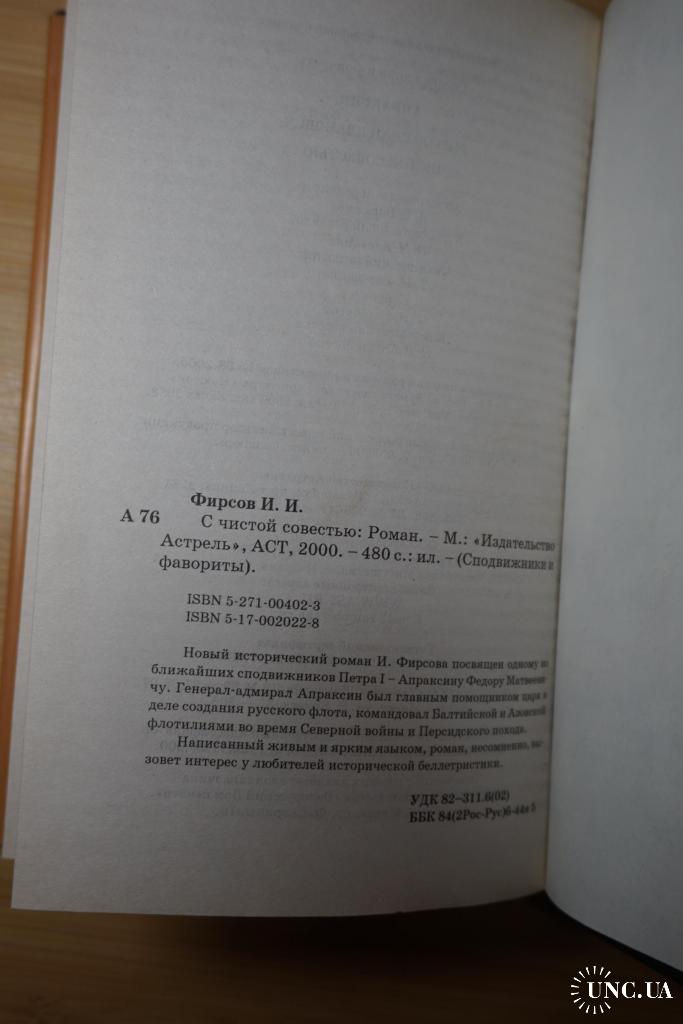 Фирсов И. И.
А 76
С чистой совестью: Роман. – М.: «Издательство
Астрель», АСТ, 2000. – 480 с.: ил. – (Сподвижники и
фавориты).
ISBN 5-271-00402-3
ISBN 5-17-002022-8
Новый исторический роман И. Фирсова посвящен одному из
ближайших сподвижников Петра I – Апраксину Федору Матвееви-
чу. Генерал-адмирал Апраксин был главным помощником царя в
деле создания русского флота, командовал Балтийской и Азовской
флотилиями во время Северной войны и Персидского похода.
Написанный живым и ярким языком, роман, несомненно, вы-
зовет интерес у любителей исторической беллетристики.
УДК 82–311.6(02)
ББК 84(2Рос-Рус)6-44я 5
UNC.UA